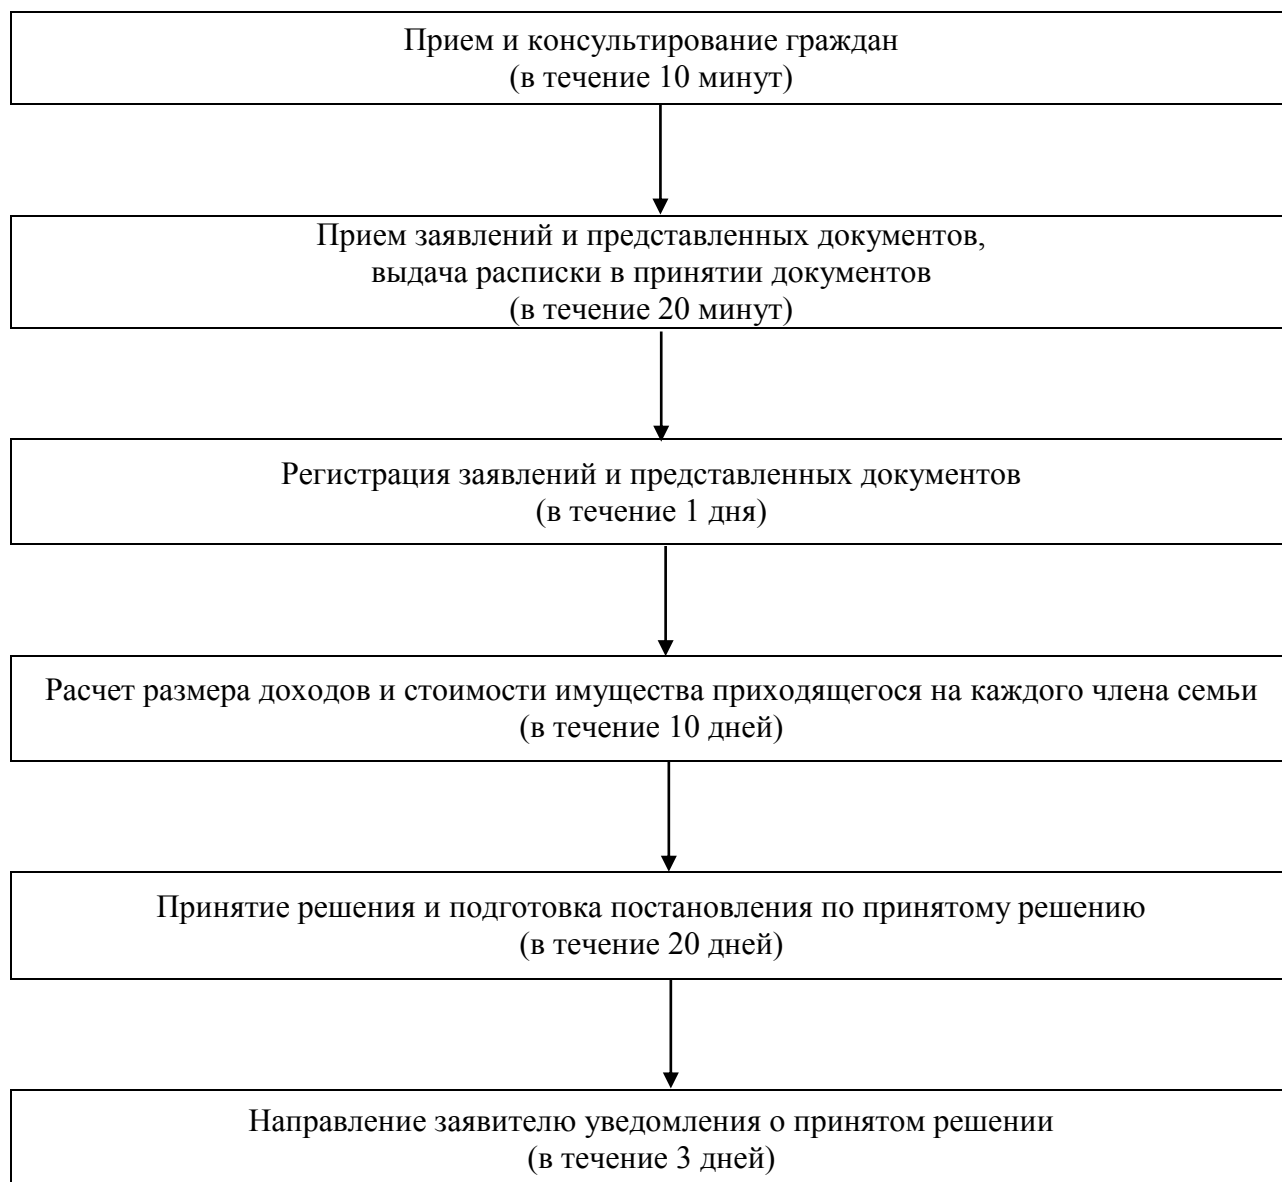 Прием и консультирование граждан
(в течение 10 минут)
Прием заявлений и представленных документов,
выдача расписки в принятии документов
(в течение 20 минут)
Регистрация заявлений и представленных документов
(в течение 1 дня)
Расчет размера доходов и стоимости имущества приходящегося на каждого члена семьи
(в течение 10 дней)
Принятие решения и подготовка постановления по принятому решению
(в течение 20 дней)
Направление заявителю уведомления о принятом решении
(в течение 3 дней)